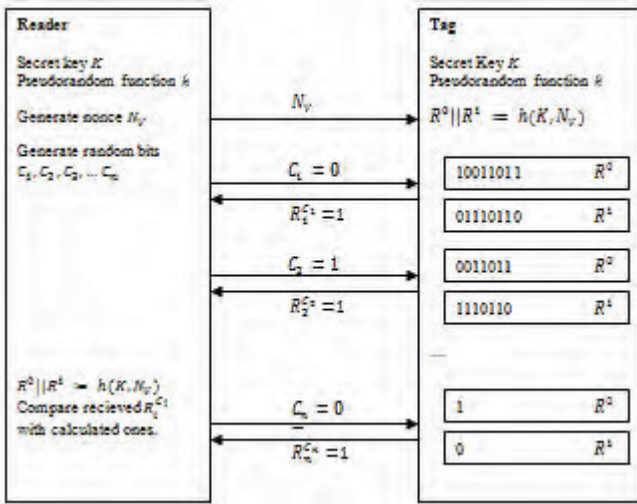 Reader
Secret key K
Pseudorandom function h
Generate nonce N_V
Generate random bits
C_1, C_2, C_3, ... C_n
R^0||R^1 = h(K, N_V)
Compare recieved R_i^{C_i}
with calculated ones.
N_V
C_1 = 0
R_1^{C_1} = 1
C_2 = 1
R_2^{C_2} = 1
C_n = 0
R_n^{C_n} = 1
Tag
Secret Key K
Pseudorandom function h
R^0||R^1 := h(K, N_V)
10011011 R^0
01110110 R^1
0011011 R^0
1110110 R^1
...
1 R^0
0 R^1